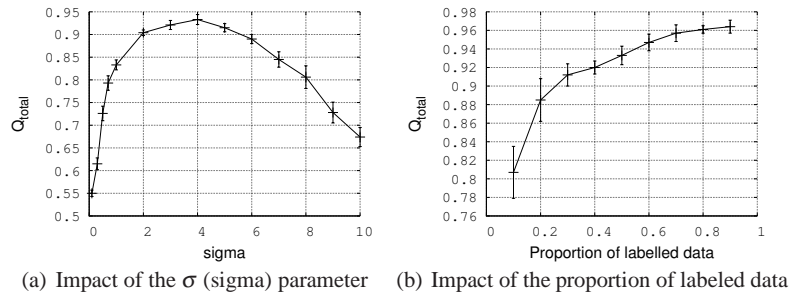 0.95
0.9
0.85
0.8
0.75
0.7
0.65
0.6
0.55
0.5
Q total
0 2 4 6 8 10
sigma
(a) Impact of the σ (sigma) parameter
0.98
0.96
0.94
0.92
0.9
0.88
0.86
0.84
0.82
0.8
0.78
0.76
Q total
0 0.2 0.4 0.6 0.8 1
Proportion of labelled data
(b) Impact of the proportion of labeled data